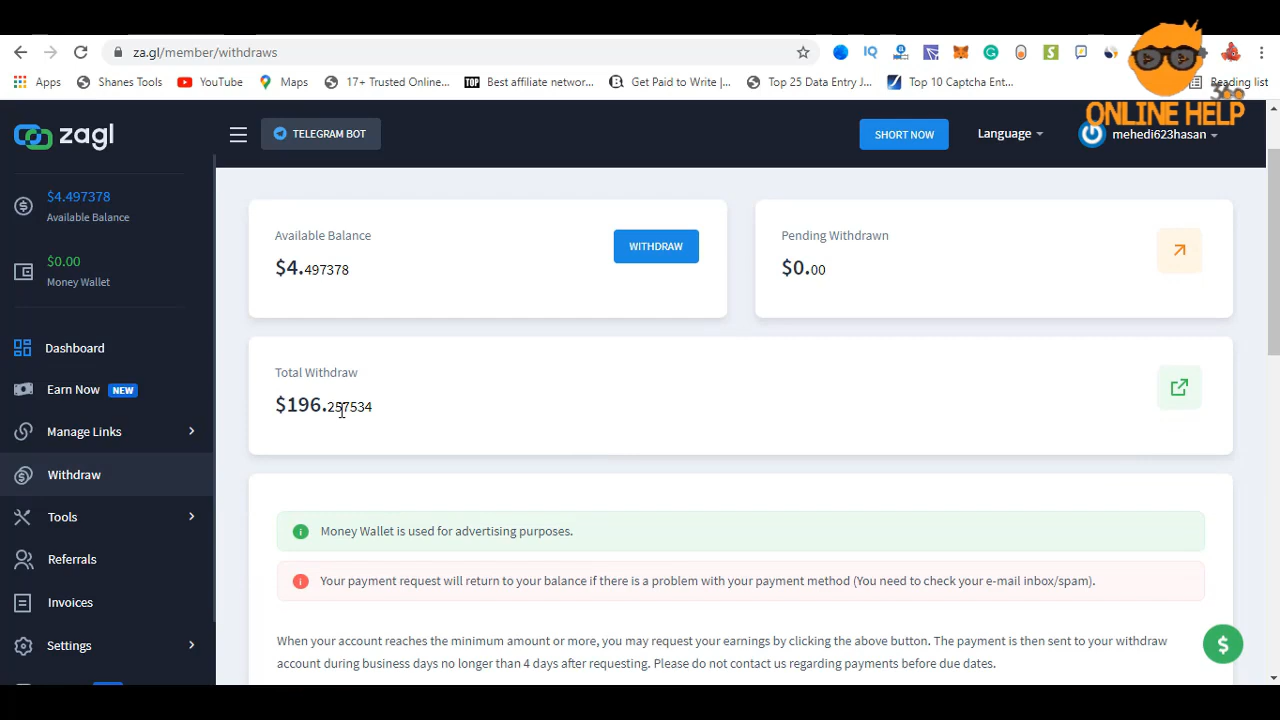 za.gl/member/withdraws
Apps Shanes Tools YouTube Maps 17+ Trusted Online... TOP Best affiliate networ... Get Paid to Write |... Top 25 Data Entry J... Top 10 Captcha Ent... Reading list
360
ONLINE HELP
zagl
TELEGRAM BOT
SHORT NOW
Language
mehedi623hasan
$4.497378
Available Balance
$0.00
Money Wallet
Dashboard
Earn Now NEW
Manage Links
Withdraw
Tools
Referrals
Invoices
Settings
Available Balance
$4.497378
WITHDRAW
Pending Withdrawn
$0.00
Total Withdraw
$196.257534
Money Wallet is used for advertising purposes.
Your payment request will return to your balance if there is a problem with your payment method (You need to check your e-mail inbox/spam).
When your account reaches the minimum amount or more, you may request your earnings by clicking the above button. The payment is then sent to your withdraw
account during business days no longer than 4 days after requesting. Please do not contact us regarding payments before due dates.